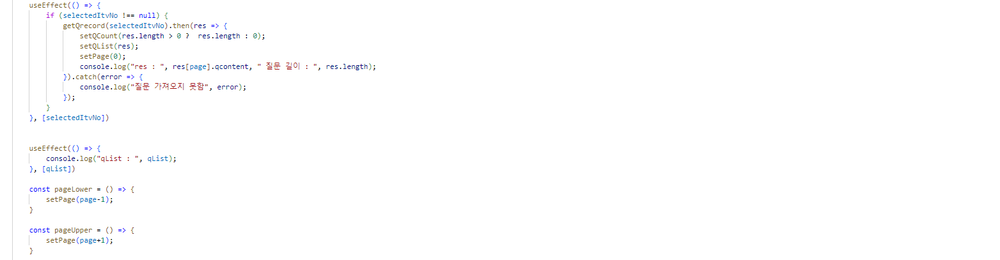 useEffect(() => {
if (selectedItvNo !== null) {
getQrecord(selectedItvNo).then(res => {
setQCount(res.length > 0 ?  res.length : 0);
setQList(res);
setPage(0);
console.log("res : ", res[page].qcontent, " 질문 길이 : ", res.length);
}).catch(error => {
console.log("질문 가져오지 못함", error);
});
}
}, [selectedItvNo])
useEffect(() => {
console.log("qList : ", qList);
}, [qList])
const pageLower = () => {
setPage(page-1);
}
const pageUpper = () => {
setPage(page+1);
}